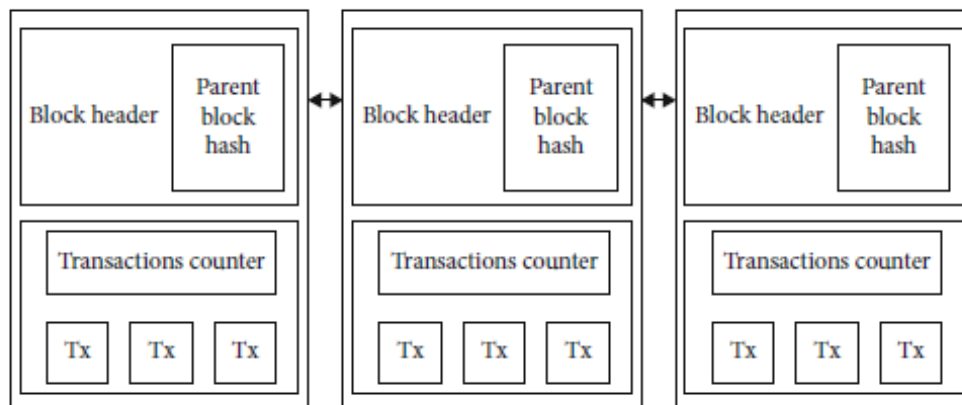 Block header
Parent
block
hash
Block header
Parent
block
hash
Block header
Parent
block
hash
Transactions counter
Transactions counter
Transactions counter
Tx Tx Tx
Tx Tx Tx
Tx Tx Tx